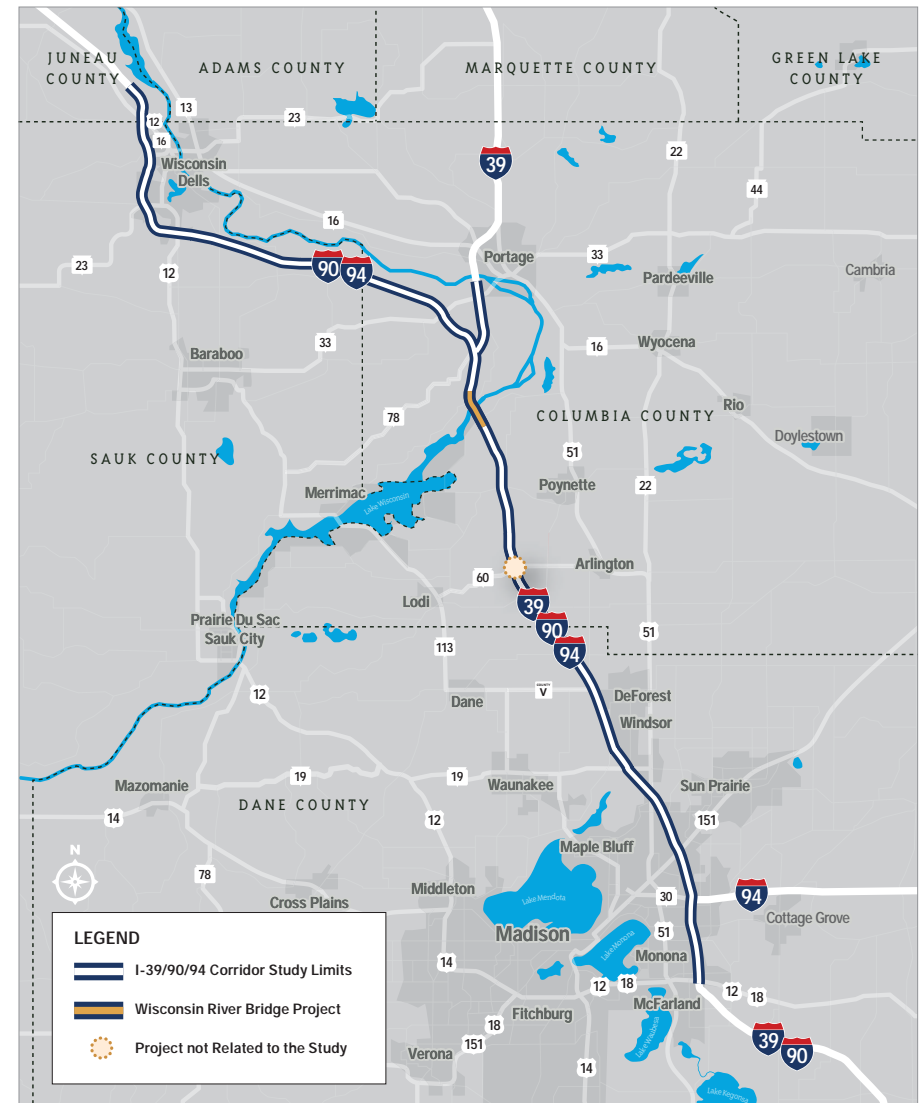 JUNEAU
COUNTY
ADAMS COUNTY
MARQUETTE COUNTY
GREEN LAKE
COUNTY
13
12
23
16
22
39
Wisconsin
Dells
44
16
33
Portage
23
12
90
94
Pardeeville
Cambria
33
16
Wyocena
Baraboo
78
COLUMBIA COUNTY
Rio
Doylestown
51
SAUK COUNTY
22
Merrimac
Lake Wisconsin
Poynette
60
Arlington
Lodi
39
90
94
Prairie Du Sac
Sauk City
113
51
12
Dane
COUNTY
V
DeForest
Windsor
19
19
Mazomanie
Waunakee
Sun Prairie
14
DANE COUNTY
12
151
Maple Bluff
N
78
Middleton
Lake Mendota
30
94
Cross Plains
Cottage Grove
Madison
51
Lake Monona
Monona
14
12
18
McFarland
12
18
Fitchburg
18
Lake Waubesa
151
Verona
39
90
14
Lake Kegonsa
LEGEND
I-39/90/94 Corridor Study Limits
Wisconsin River Bridge Project
Project not Related to the Study